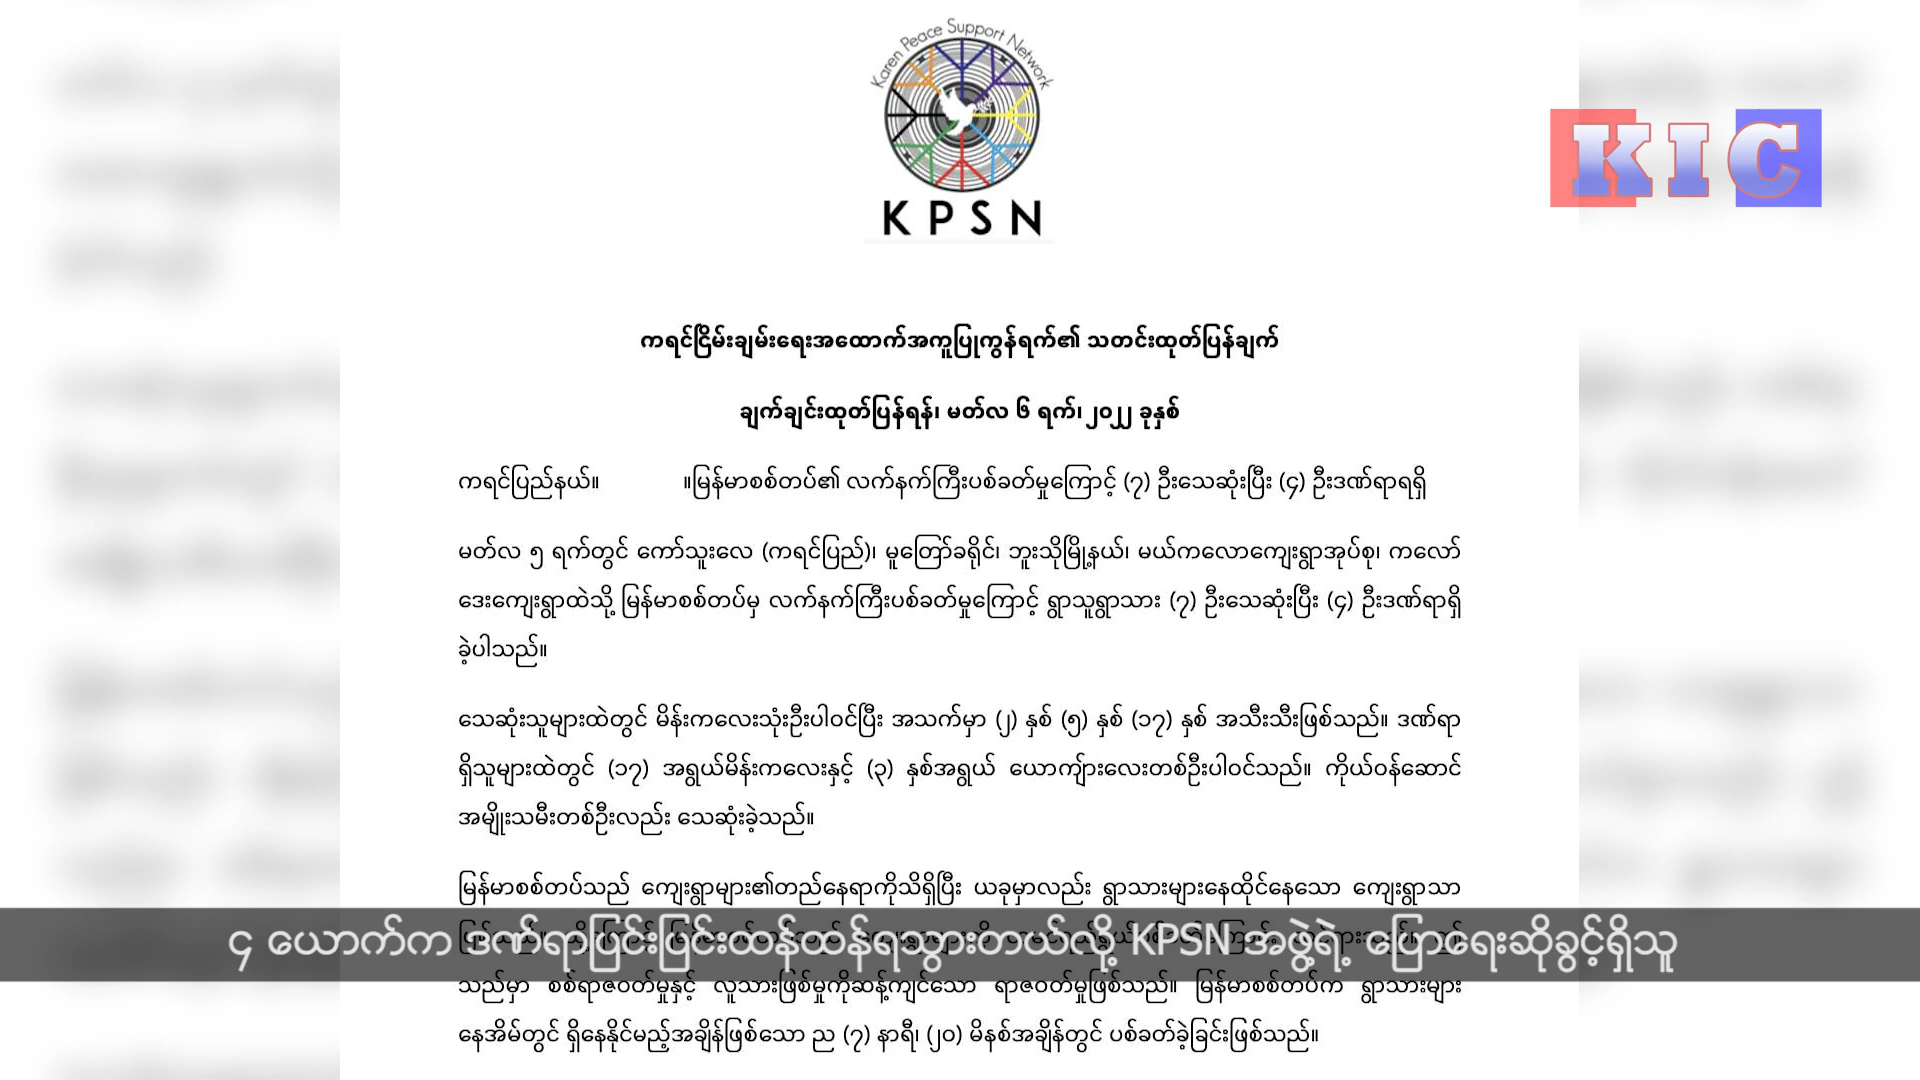 Karen Peace Support Network
KPSN
KIC
ကရင်ငြိမ်းချမ်းရေးအထောက်အကူပြုကွန်ရက်၏ သတင်းထုတ်ပြန်ချက်
ချက်ချင်းထုတ်ပြန်ရန်၊ မတ်လ ၆ ရက်၊ ၂၀၂၂ ခုနှစ်
ကရင်ပြည်နယ်။ ။မြန်မာစစ်တပ်၏ လက်နက်ကြီးပစ်ခတ်မှုကြောင့် (၇) ဦးသေဆုံးပြီး (၄) ဦးဒဏ်ရာရရှိ
မတ်လ ၅ ရက်တွင် ကော်သူးလေ (ကရင်ပြည်)၊ မူတြော်ခရိုင်၊ ဘူးသိုမြို့နယ်၊ မယ်ကလောကျေးရွာအုပ်စု၊ ကလော်
ဒေးကျေးရွာထဲသို့ မြန်မာစစ်တပ်မှ လက်နက်ကြီးပစ်ခတ်မှုကြောင့် ရွာသူရွာသား (၇) ဦးသေဆုံးပြီး (၄) ဦးဒဏ်ရာရှိ
ခဲ့ပါသည်။
သေဆုံးသူများထဲတွင် မိန်းကလေးသုံးဦးပါဝင်ပြီး အသက်မှာ (၂) နှစ် (၅) နှစ် (၁၇) နှစ် အသီးသီးဖြစ်သည်။ ဒဏ်ရာ
ရှိသူများထဲတွင် (၁၇) အရွယ်မိန်းကလေးနှင့် (၃) နှစ်အရွယ် ယောကျ်ားလေးတစ်ဦးပါဝင်သည်။ ကိုယ်ဝန်ဆောင်
အမျိုးသမီးတစ်ဦးလည်း သေဆုံးခဲ့သည်။
မြန်မာစစ်တပ်သည် ကျေးရွာများ၏တည်နေရာကိုသိရှိပြီး ယခုမှာလည်း ရွာသားများနေထိုင်နေသော ကျေးရွာသာ
၄ ယောက်က ဒဏ်ရာပြင်းပြင်းထန်ထန်ရသွားတယ်လို့ KPSN အဖွဲ့ရဲ့ ပြောရေးဆိုခွင့်ရှိသူ
သည်မှာ စစ်ရာဇဝတ်မှုနှင့် လူသားဖြစ်မှုကိုဆန့်ကျင်သော ရာဇဝတ်မှုဖြစ်သည်။ မြန်မာစစ်တပ်က ရွာသားများ
နေအိမ်တွင် ရှိနေနိုင်မည့်အချိန်ဖြစ်သော ည (၇) နာရီ၊ (၂၀) မိနစ်အချိန်တွင် ပစ်ခတ်ခဲ့ခြင်းဖြစ်သည်။